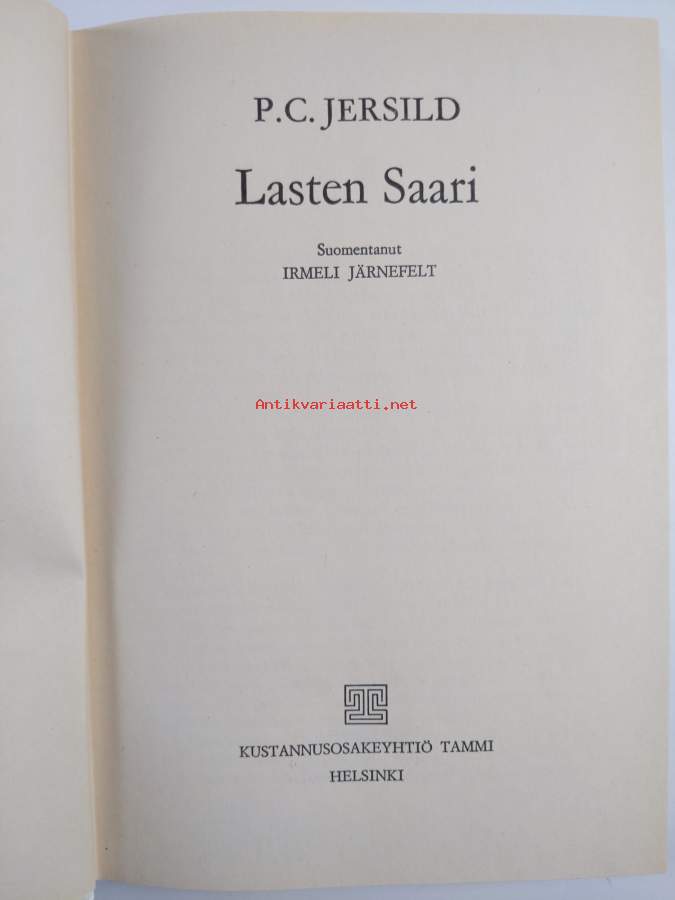 P.C. JERSILD
Lasten Saari
Suomentanut
IRMELI JÄRNEFELT
Antikvariaatti.net
KUSTANNUSOSAKEYHTIÖ TAMMI
HELSINKI